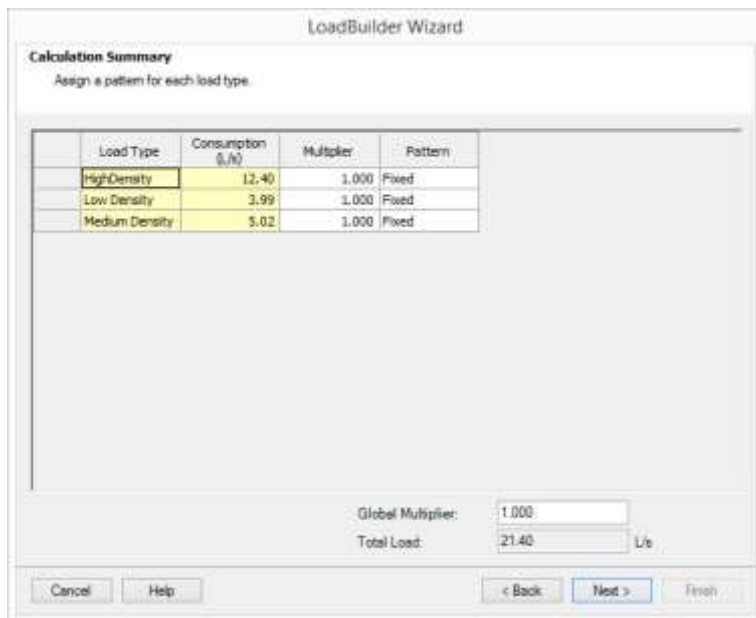 LoadBuilder Wizard
Calculation Summary
Assign a pattern for each load type.
Load Type Consumption (L/s) Multiplier Pattern
HighDensity 12.40 1.000 Fixed
Low Density 3.99 1.000 Fixed
Medium Density 5.02 1.000 Fixed
Global Multiplier: 1.000
Total Load: 21.40 L/s
Cancel Help < Back Next > Finish